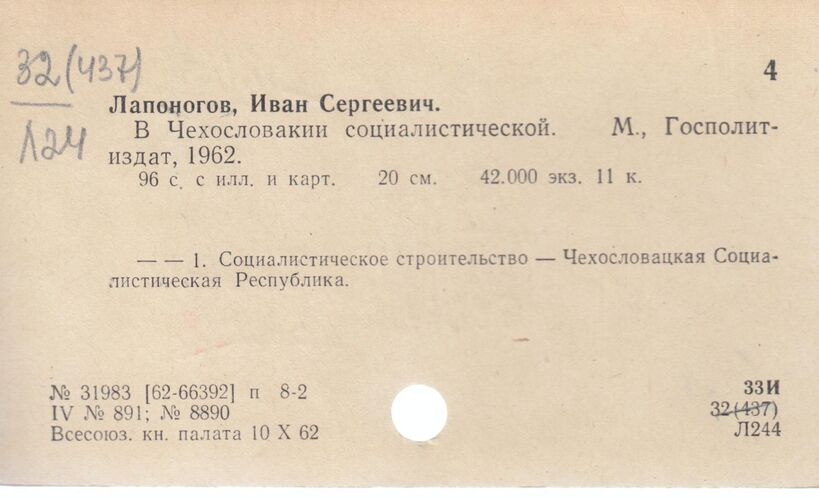 32(437)
Л24
4
Лапоногов, Иван Сергеевич.
В Чехословакии социалистической. М., Госполит-
издат, 1962.
96 с. с илл. и карт. 20 см. 42.000 экз. 11 к.
— — 1. Социалистическое строительство — Чехословацкая Социа-
листическая Республика.
№ 31983 [62-66392] п 8-2
IV № 891; № 8890
Всесоюз. кн. палата 10 X 62
33И
32(437)
Л244